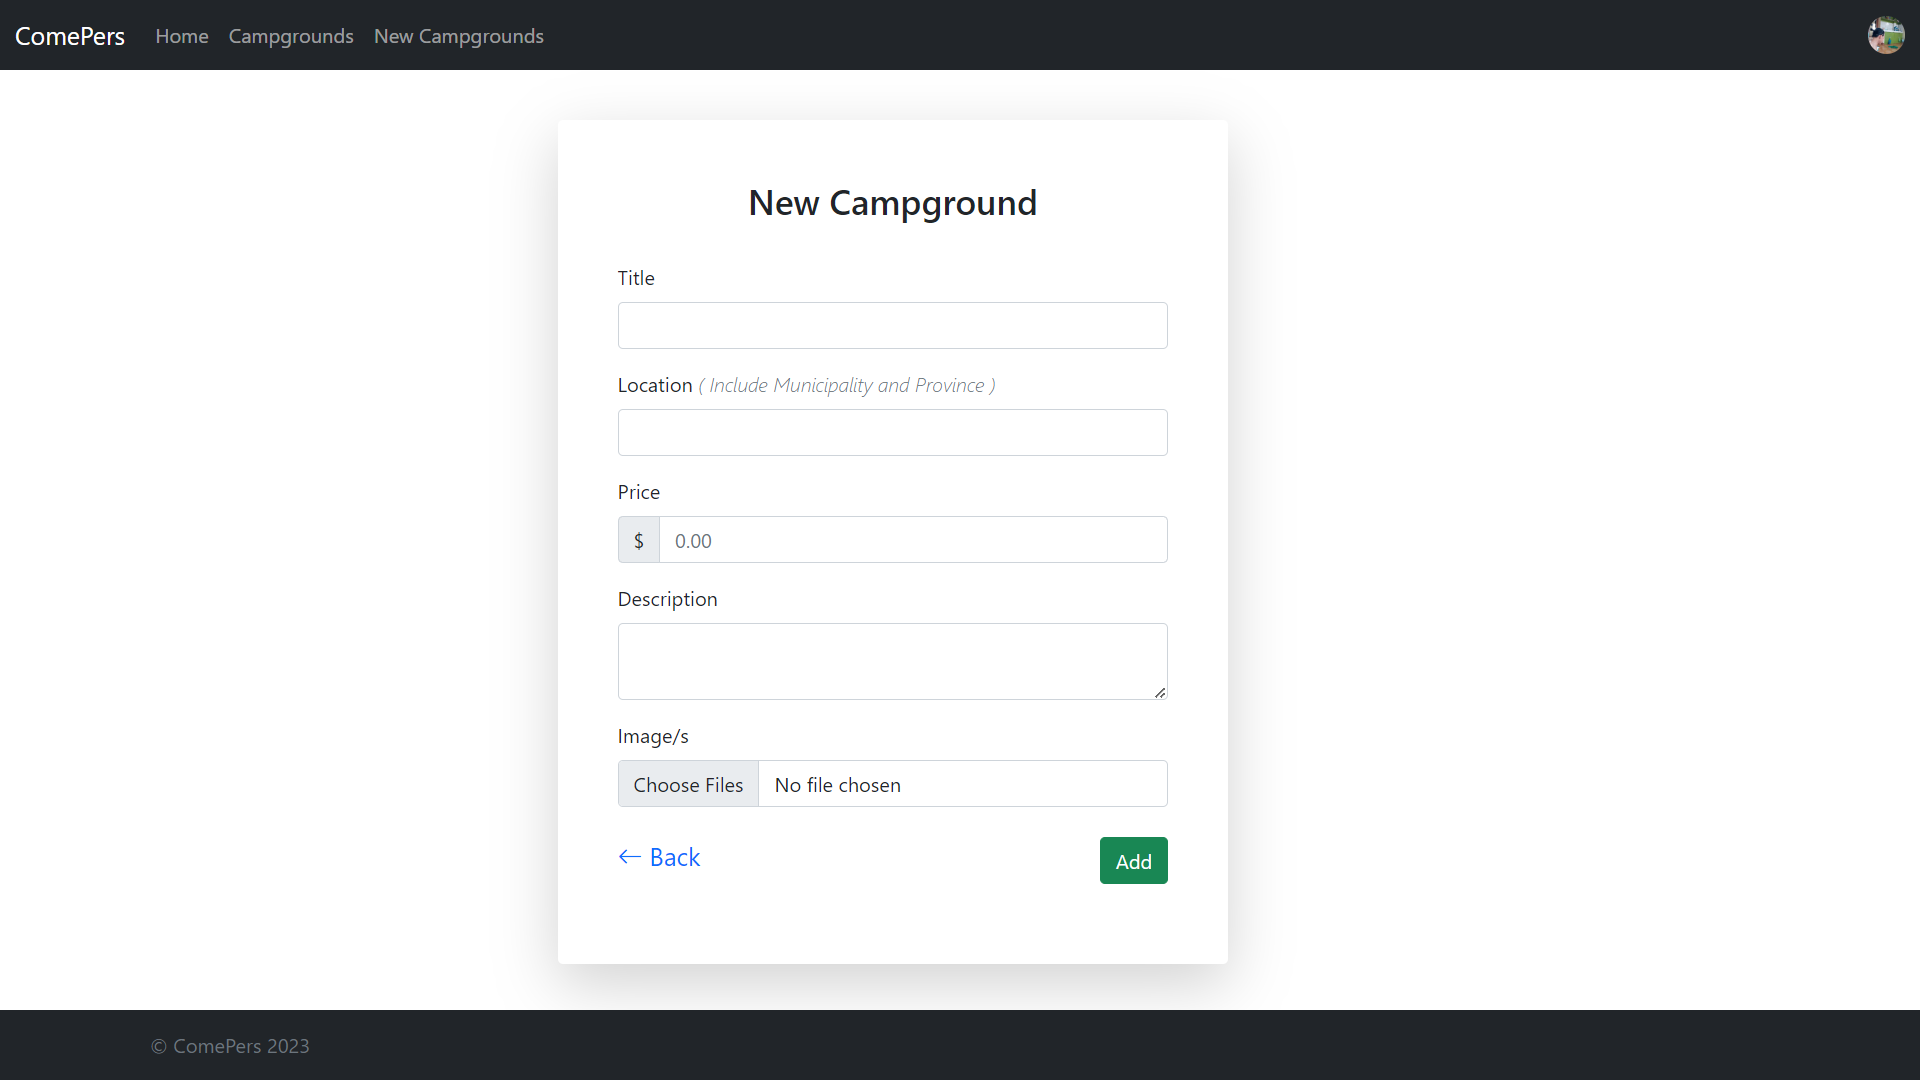 ComePers Home Campgrounds New Campgrounds
New Campground
Title
Location ( Include Municipality and Province )
Price
$ 0.00
Description
Image/s
Choose Files No file chosen
← Back Add
© ComePers 2023